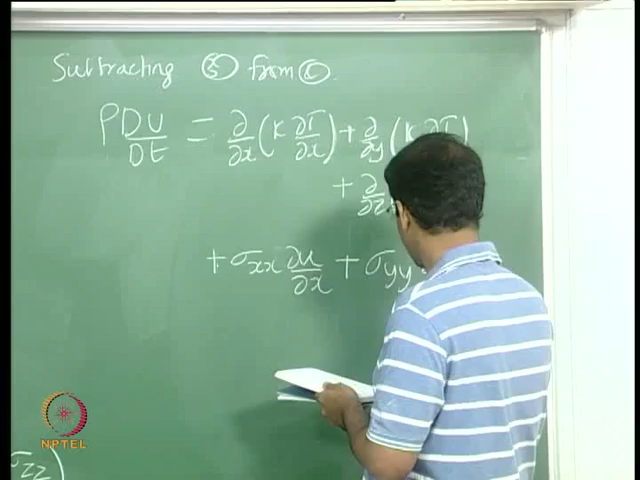 Subtracting ⑤ from ⑥.
ρ DU/Dt = ∂/∂x (K ∂T/∂x) + ∂/∂y (K ∂T
+ ∂/∂z
+ σxx ∂u/∂x + σyy
σzz)
NPTEL